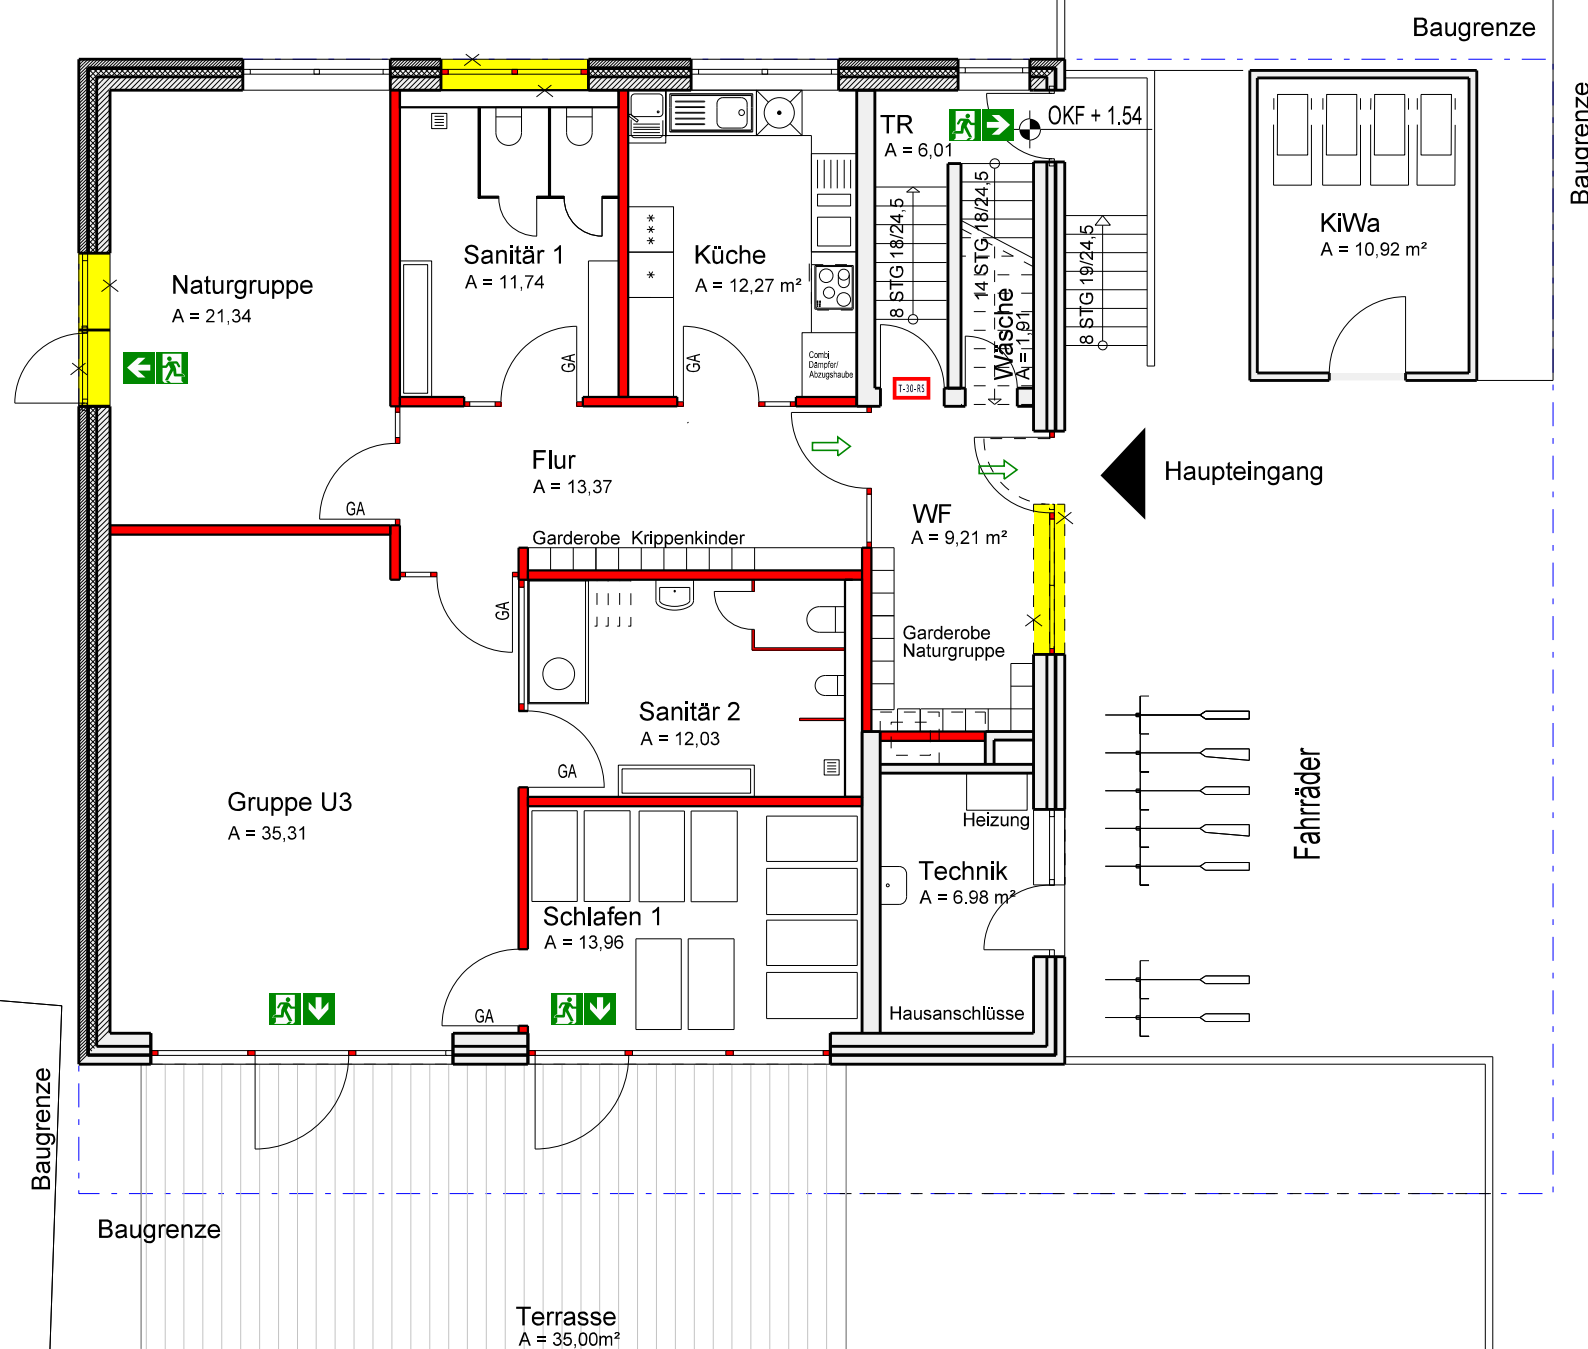 Baugrenze
Baugrenze
TR
A = 6,01
OKF + 1.54
8 STG 18/24,5
14 STG 18/24,5
8 STG 19/24,5
Wäsche
A = 1,91
KiWa
A = 10,92 m²
Sanitär 1
A = 11,74
***
*
Küche
A = 12,27 m²
Naturgruppe
A = 21,34
GA
GA
Combi
Dämpfer/
Abzugshaube
T-30-RS
Flur
A = 13,37
Haupteingang
GA
WF
A = 9,21 m²
Garderobe Krippenkinder
GA
Garderobe
Naturgruppe
Sanitär 2
A = 12,03
GA
Gruppe U3
A = 35,31
Heizung
Fahrräder
Technik
A = 6.98 m²
Schlafen 1
A = 13,96
GA
Hausanschlüsse
Baugrenze
Baugrenze
Terrasse
A = 35,00m²